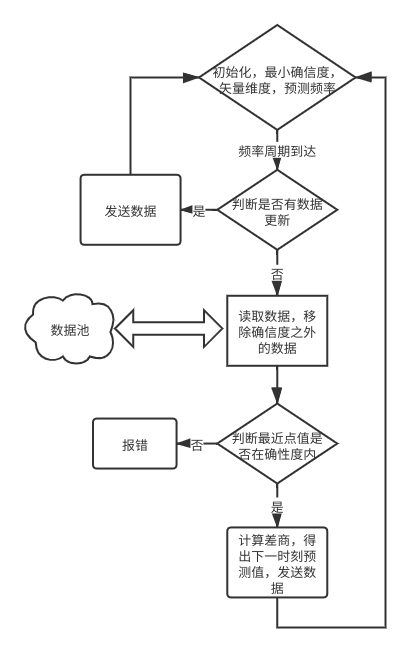 初始化，最小确信度，
矢量维度，预测频率
频率周期到达
判断是否有数据
更新
是
发送数据
否
读取数据，移
除确信度之外
的数据
数据池
判断最近点值是
否在确性度内
否
报错
是
计算差商，得
出下一时刻预
测值，发送数
据